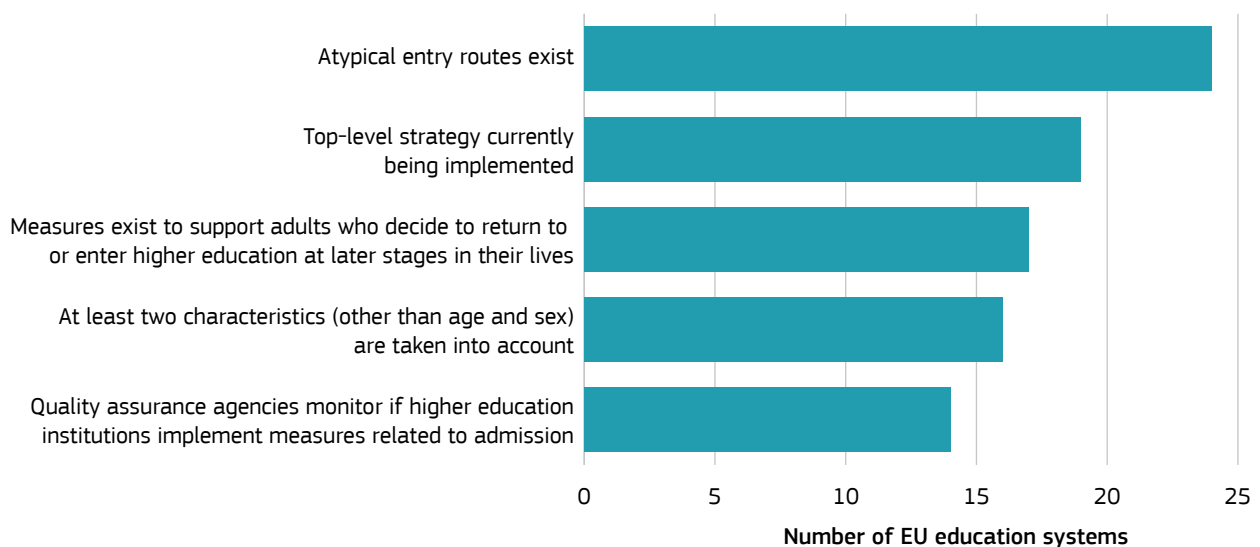 Atypical entry routes exist
Top-level strategy currently
being implemented
Measures exist to support adults who decide to return to
or enter higher education at later stages in their lives
At least two characteristics (other than age and sex)
are taken into account
Quality assurance agencies monitor if higher education
institutions implement measures related to admission
0 5 10 15 20 25
Number of EU education systems